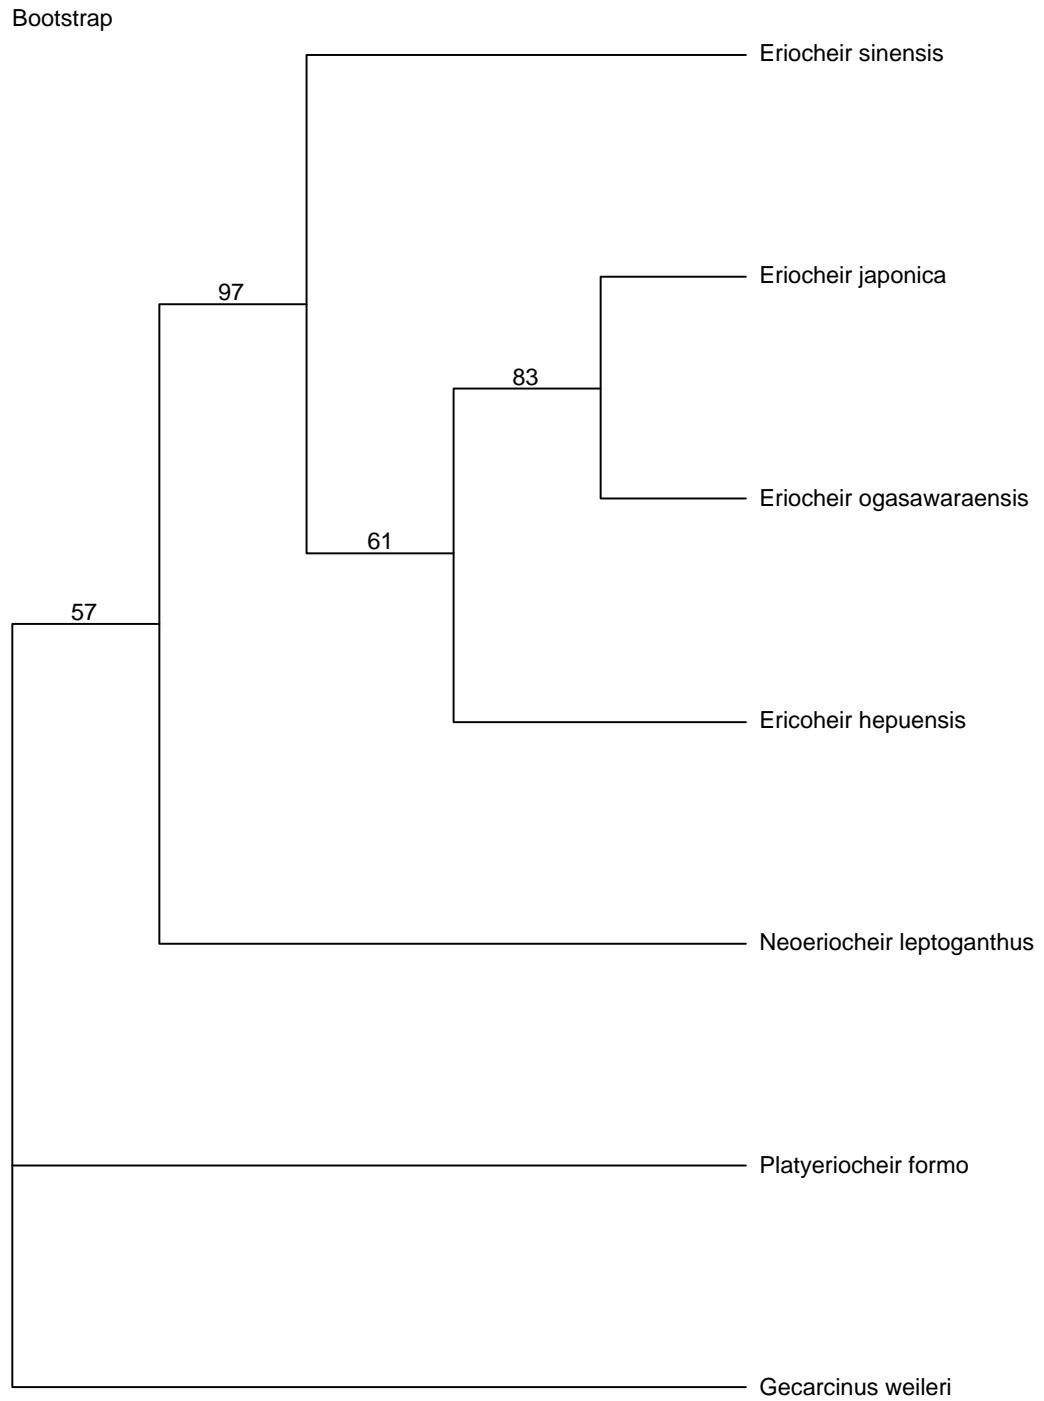 Bootstrap
Eriocheir sinensis
97
Eriocheir japonica
83
Eriocheir ogasawaraensis
61
57
Ericoheir hepuensis
Neoeriocheir leptoganthus
Platyeriocheir formo
Gecarcinus weileri